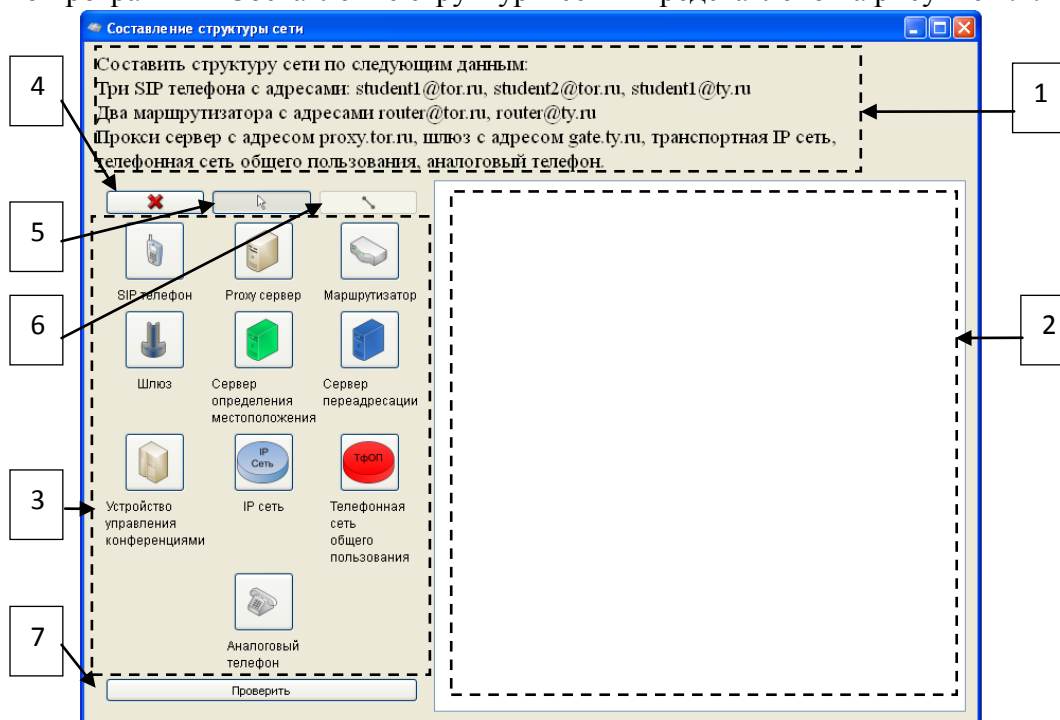 Составление структуры сети
Составить структуру сети по следующим данным:
Три SIP телефона с адресами: student1@tor.ru, student2@tor.ru, student1@ty.ru
Два маршрутизатора с адресами router@tor.ru, router@ty.ru
Прокси сервер с адресом proxy.tor.ru, шлюз с адресом gate.ty.ru, транспортная IP сеть,
телефонная сеть общего пользования, аналоговый телефон.
4
1
5
SIP телефон
Proxy сервер
Маршрутизатор
6
2
Шлюз
Сервер
определения
местоположения
Сервер
переадресации
IP
Сеть
ТфОП
3
Устройство
управления
конференциями
IP сеть
Телефонная
сеть
общего
пользования
7
Аналоговый
телефон
Проверить